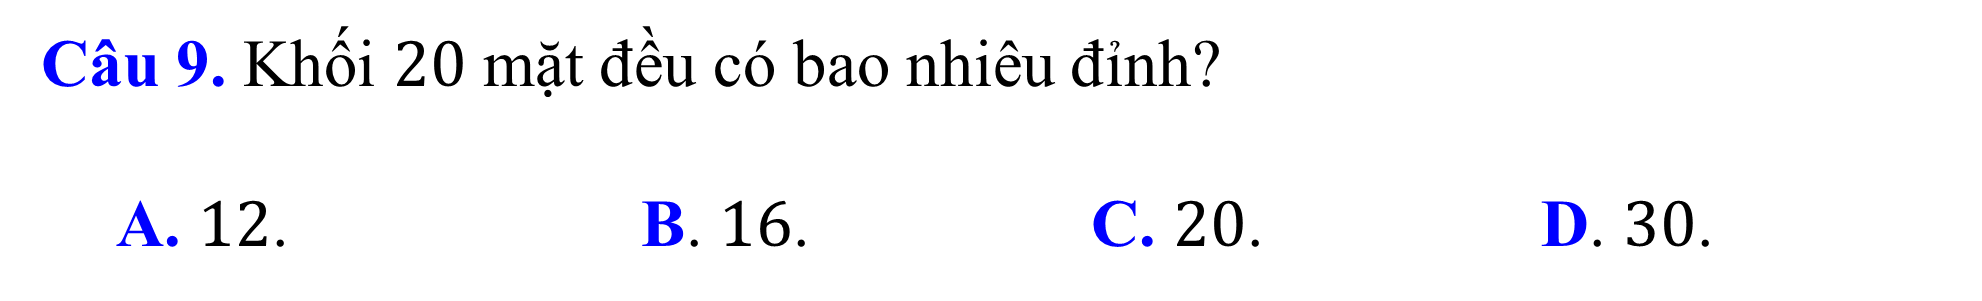 Câu 9. Khối 20 mặt đều có bao nhiêu đỉnh?
A. 12. B. 16. C. 20. D. 30.